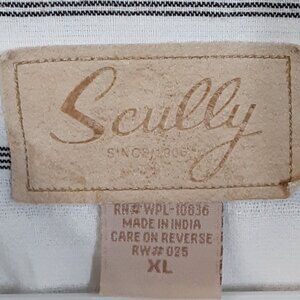 Scully
SINCE 1906
RN# WPL-10036
MADE IN INDIA
CARE ON REVERSE
RW# 025
XL